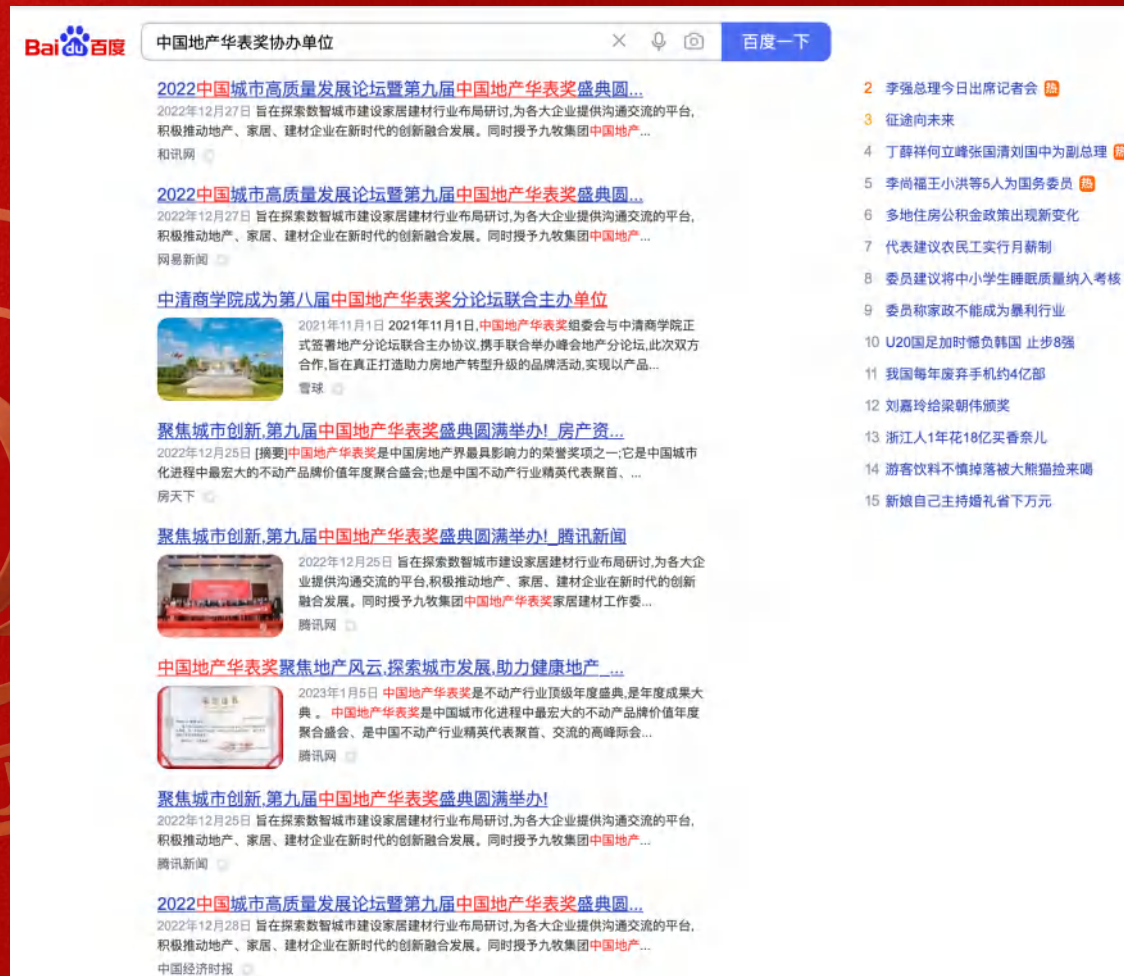 Bai du 百度
中国地产华表奖协办单位
百度一下
2022中国城市高质量发展论坛暨第九届中国地产华表奖盛典圆...
2022年12月27日 旨在探索数智城市建设家居建材行业布局研讨,为各大企业提供沟通交流的平台,
积极推动地产、家居、建材企业在新时代的创新融合发展。同时授予九牧集团中国地产...
和讯网
2022中国城市高质量发展论坛暨第九届中国地产华表奖盛典圆...
2022年12月27日 旨在探索数智城市建设家居建材行业布局研讨,为各大企业提供沟通交流的平台,
积极推动地产、家居、建材企业在新时代的创新融合发展。同时授予九牧集团中国地产...
网易新闻
中清商学院成为第八届中国地产华表奖分论坛联合主办单位
2021年11月1日 2021年11月1日,中国地产华表奖组委会与中清商学院正
式签署地产分论坛联合主办协议,携手联合举办峰会地产分论坛,此次双方
合作,旨在真正打造助力房地产转型升级的品牌活动,实现以产品...
雪球
聚焦城市创新,第九届中国地产华表奖盛典圆满举办!_房产资...
2022年12月25日 [摘要]中国地产华表奖是中国房地产界最具影响力的荣誉奖项之一;它是中国城市
化进程中最宏大的不动产品牌价值年度聚合盛会;也是中国不动产行业精英代表聚首、...
房天下
聚焦城市创新,第九届中国地产华表奖盛典圆满举办!_腾讯新闻
2022年12月25日 旨在探索数智城市建设家居建材行业布局研讨,为各大企
业提供沟通交流的平台,积极推动地产、家居、建材企业在新时代的创新
融合发展。同时授予九牧集团中国地产华表奖家居建材工作委...
腾讯网
中国地产华表奖聚焦地产风云,探索城市发展,助力健康地产_...
2023年1月5日 中国地产华表奖是不动产行业顶级年度盛典,是年度成果大
典 。 中国地产华表奖是中国城市化进程中最宏大的不动产品牌价值年度
聚合盛会、是中国不动产行业精英代表聚首、交流的高峰际会...
腾讯网
聚焦城市创新,第九届中国地产华表奖盛典圆满举办!
2022年12月25日 旨在探索数智城市建设家居建材行业布局研讨,为各大企业提供沟通交流的平台,
积极推动地产、家居、建材企业在新时代的创新融合发展。同时授予九牧集团中国地产...
腾讯新闻
2022中国城市高质量发展论坛暨第九届中国地产华表奖盛典圆...
2022年12月28日 旨在探索数智城市建设家居建材行业布局研讨,为各大企业提供沟通交流的平台,
积极推动地产、家居、建材企业在新时代的创新融合发展。同时授予九牧集团中国地产...
中国经济时报
2 李强总理今日出席记者会 热
3 征途向未来
4 丁薛祥何立峰张国清刘国中为副总理 热
5 李尚福王小洪等5人为国务委员 热
6 多地住房公积金政策出现新变化
7 代表建议农民工实行月薪制
8 委员建议将中小学生睡眠质量纳入考核
9 委员称家政不能成为暴利行业
10 U20国足加时憾负韩国 止步8强
11 我国每年废弃手机约4亿部
12 刘嘉玲给梁朝伟颁奖
13 浙江人1年花18亿买香奈儿
14 游客饮料不慎掉落被大熊猫捡来喝
15 新娘自己主持婚礼省下万元